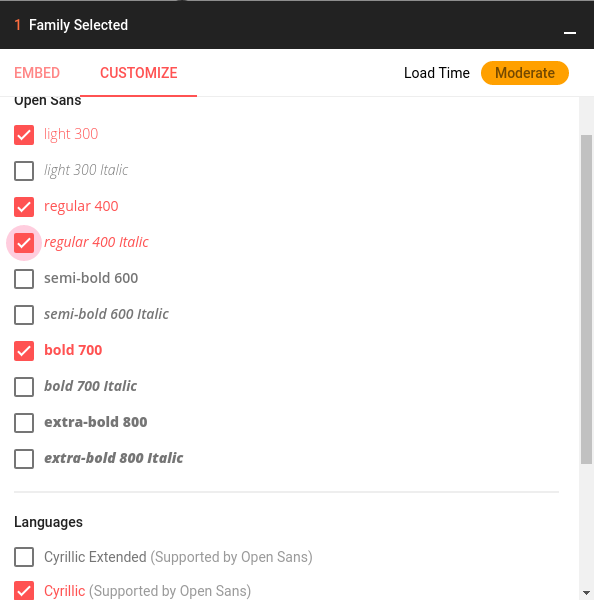 1 Family Selected
EMBED CUSTOMIZE Load Time Moderate
Open Sans
light 300
light 300 Italic
regular 400
regular 400 Italic
semi-bold 600
semi-bold 600 Italic
bold 700
bold 700 Italic
extra-bold 800
extra-bold 800 Italic
Languages
Cyrillic Extended (Supported by Open Sans)
Cyrillic (Supported by Open Sans)